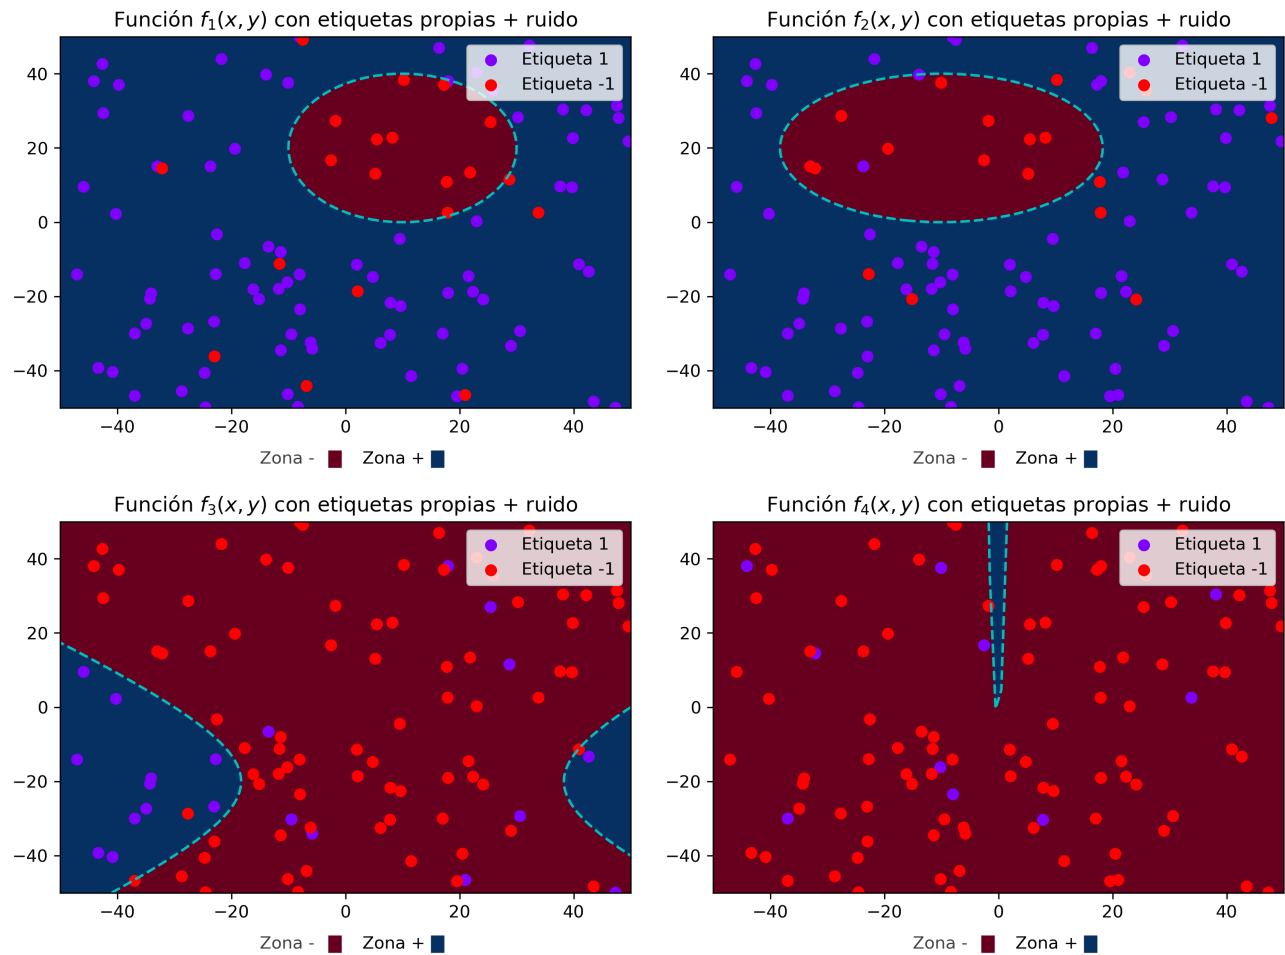 Función f₁(x, y) con etiquetas propias + ruido
Etiqueta 1
Etiqueta -1
40
20
0
−20
−40
−40
−20
0
20
40
Zona - Zona +
Función f₂(x, y) con etiquetas propias + ruido
Etiqueta 1
Etiqueta -1
40
20
0
−20
−40
−40
−20
0
20
40
Zona - Zona +
Función f₃(x, y) con etiquetas propias + ruido
Etiqueta 1
Etiqueta -1
40
20
0
−20
−40
−40
−20
0
20
40
Zona - Zona +
Función f₄(x, y) con etiquetas propias + ruido
Etiqueta 1
Etiqueta -1
40
20
0
−20
−40
−40
−20
0
20
40
Zona - Zona +